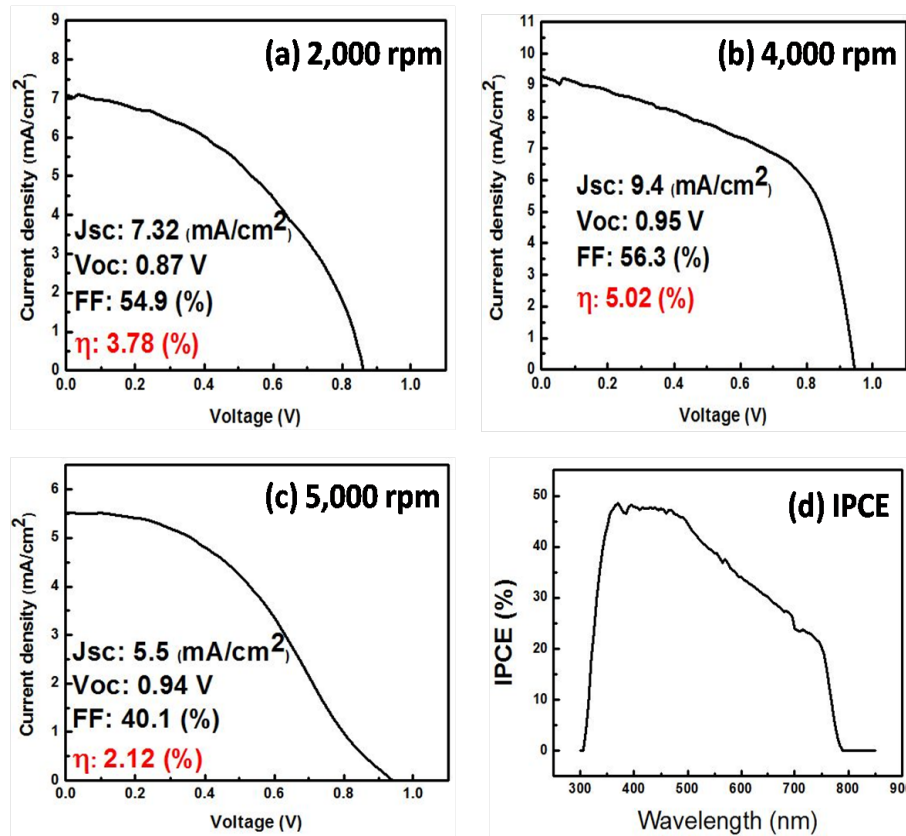 (a) 2,000 rpm
Current density (mA/cm²)
9
8
7
6
5
4
3
2
1
0
Jsc: 7.32 (mA/cm²)
Voc: 0.87 V
FF: 54.9 (%)
η: 3.78 (%)
0.0 0.2 0.4 0.6 0.8 1.0
Voltage (V)
(b) 4,000 rpm
Current density (mA/cm²)
11
10
9
8
7
6
5
4
3
2
1
0
Jsc: 9.4 (mA/cm²)
Voc: 0.95 V
FF: 56.3 (%)
η: 5.02 (%)
0.0 0.2 0.4 0.6 0.8 1.0
Voltage (V)
(c) 5,000 rpm
Current density (mA/cm²)
6
5
4
3
2
1
0
Jsc: 5.5 (mA/cm²)
Voc: 0.94 V
FF: 40.1 (%)
η: 2.12 (%)
0.0 0.2 0.4 0.6 0.8 1.0
Voltage (V)
(d) IPCE
IPCE (%)
50
40
30
20
10
0
300 400 500 600 700 800 900
Wavelength (nm)